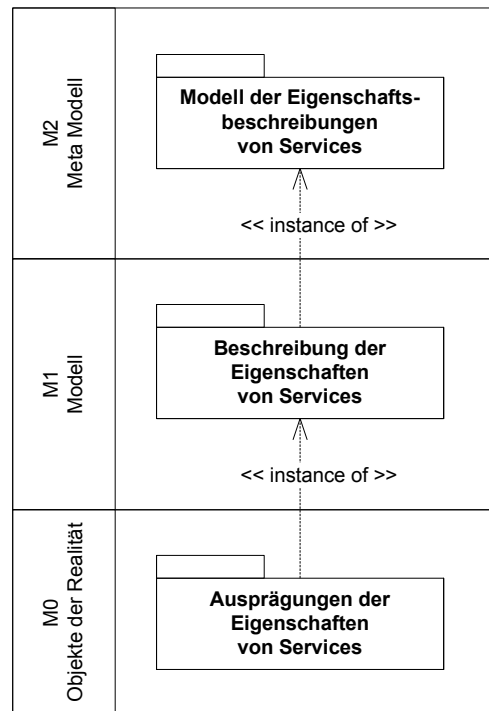 M2
Meta Modell
Modell der Eigenschafts-
beschreibungen
von Services
<< instance of >>
M1
Modell
Beschreibung der
Eigenschaften
von Services
<< instance of >>
M0
Objekte der Realität
Ausprägungen der
Eigenschaften
von Services